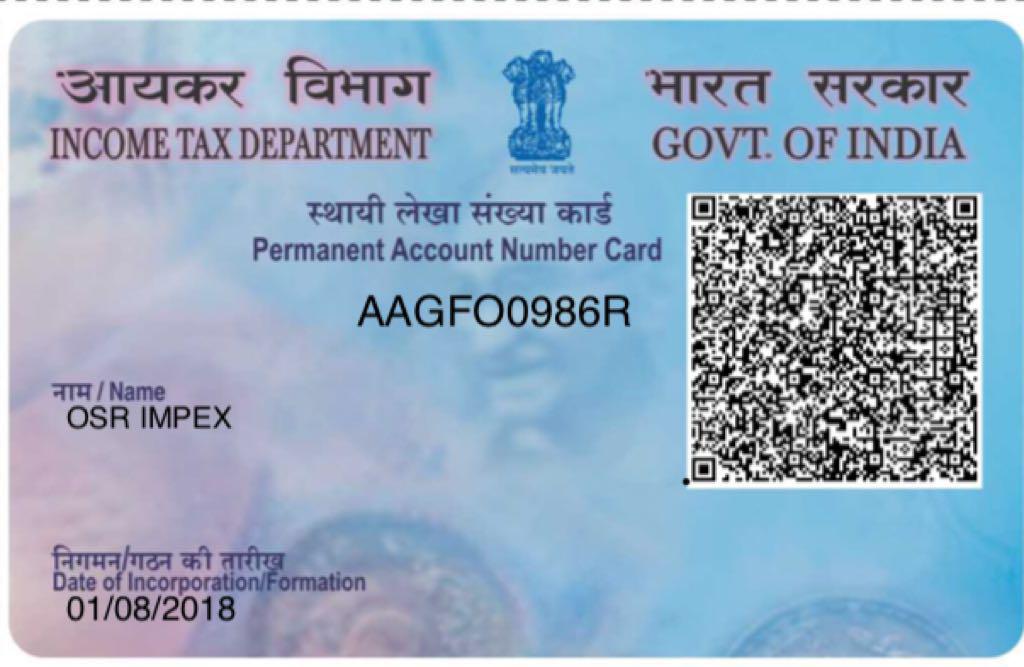 आयकर विभाग
INCOME TAX DEPARTMENT
सत्यमेव जयते
भारत सरकार
GOVT. OF INDIA
स्थायी लेखा संख्या कार्ड
Permanent Account Number Card
AAGFO0986R
नाम / Name
OSR IMPEX
निगमन/गठन की तारीख
Date of Incorporation/Formation
01/08/2018